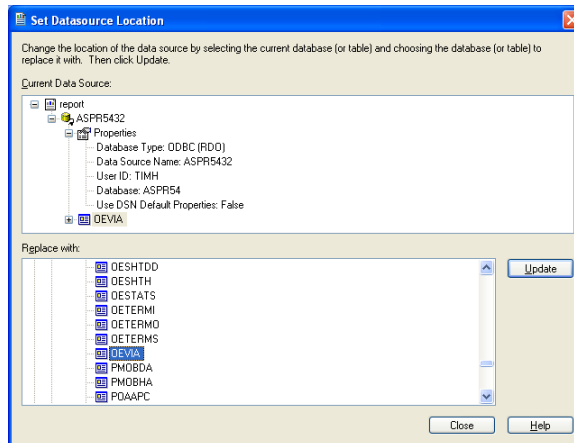 Set Datasource Location
Change the location of the data source by selecting the current database (or table) and choosing the database (or table) to
replace it with. Then click Update.
Current Data Source:
report
ASPR5432
Properties
Database Type: ODBC (RDO)
Data Source Name: ASPR5432
User ID: TIMH
Database: ASPR54
Use DSN Default Properties: False
OEVIA
Replace with:
OESHTDD
OESHTH
OESTATS
OETERMI
OETERMO
OETERMS
OEVIA
PMOBDA
PMOBHA
POAAPC
Update
Close
Help